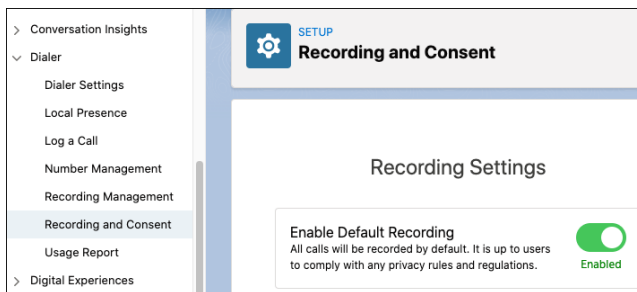 Conversation Insights
Dialer
Dialer Settings
Local Presence
Log a Call
Number Management
Recording Management
Recording and Consent
Usage Report
Digital Experiences
SETUP
Recording and Consent
Recording Settings
Enable Default Recording
All calls will be recorded by default. It is up to users
to comply with any privacy rules and regulations.
Enabled